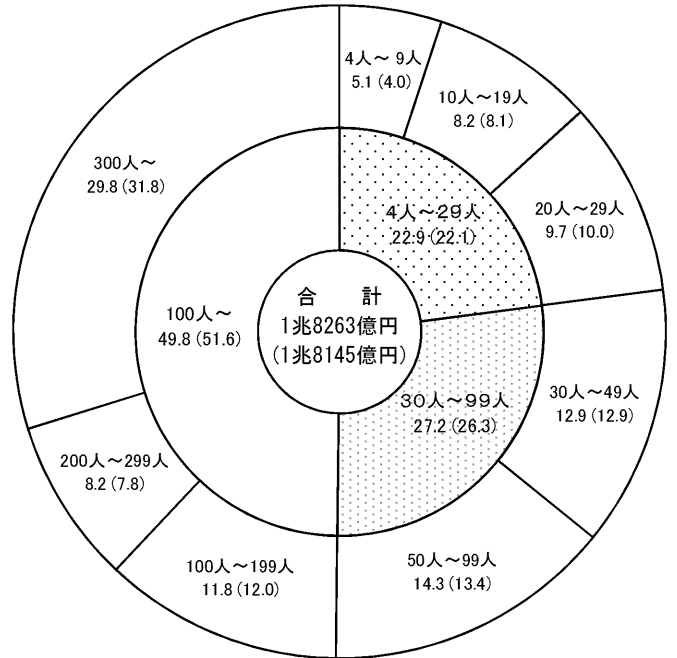 4人～ 9人
5.1 (4.0)
10人～19人
8.2 (8.1)
20人～29人
9.7 (10.0)
30人～49人
12.9 (12.9)
50人～99人
14.3 (13.4)
100人～199人
11.8 (12.0)
200人～299人
8.2 (7.8)
300人～
29.8 (31.8)
4人～29人
22.9 (22.1)
30人～99人
27.2 (26.3)
100人～
49.8 (51.6)
合 計
1兆8263億円
(1兆8145億円)